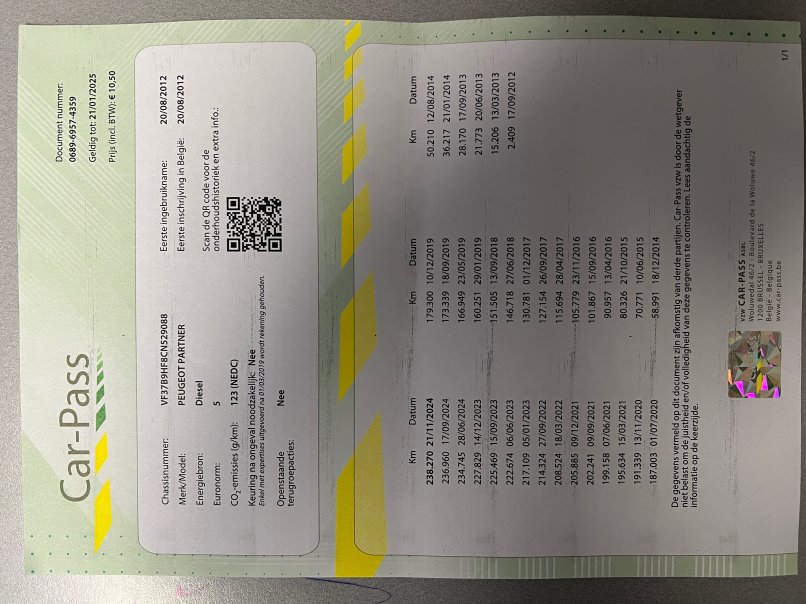 Car-Pass
Document nummer:
0689-6957-4359
Geldig tot: 21/01/2025
Prijs (incl. BTW): € 10,50
Chassisnummer: VF37B9HF8CN529088
Merk/Model: PEUGEOT PARTNER
Energiebron: Diesel
Euronorm: 5
CO₂-emissies (g/km): 123 (NEDC)
Keuring na ongeval noodzakelijk: Nee
Enkel met expertises uitgevoerd na 01/03/2019 wordt rekening gehouden.
Openstaande terugroepacties: Nee
Eerste ingebruikname: 20/08/2012
Eerste inschrijving in België: 20/08/2012
Scan de QR code voor de
onderhoudshistoriek en extra info.:
Km Datum
238.270 21/11/2024
236.960 17/09/2024
234.745 28/06/2024
227.829 14/12/2023
225.469 15/09/2023
222.674 06/06/2023
217.109 05/01/2023
214.324 27/09/2022
208.524 18/03/2022
205.885 09/12/2021
202.241 09/09/2021
199.158 07/06/2021
195.634 15/03/2021
191.339 13/11/2020
187.003 01/07/2020
Km Datum
179.300 10/12/2019
173.339 18/09/2019
166.949 23/05/2019
160.251 29/01/2019
151.505 13/09/2018
146.718 27/06/2018
130.781 01/12/2017
127.154 26/09/2017
115.694 28/04/2017
105.779 23/11/2016
101.867 15/09/2016
90.957 13/04/2016
80.326 21/10/2015
70.771 10/06/2015
58.991 18/12/2014
Km Datum
50.210 12/08/2014
36.217 21/01/2014
28.170 17/09/2013
21.773 20/06/2013
15.206 13/03/2013
2.409 17/09/2012
De gegevens vermeld op dit document zijn afkomstig van derde partijen. Car-Pass vzw is door de wetgever
niet belast om de juistheid en/of volledigheid van deze gegevens te controleren. Lees aandachtig de
informatie op de keerzijde.
VZW CAR-PASS ASBL
Woluwedal 46/2 - Boulevard de la Woluwe 46/2
1200 BRUSSEL - BRUXELLES
België - Belgique
www.car-pass.be
1/1